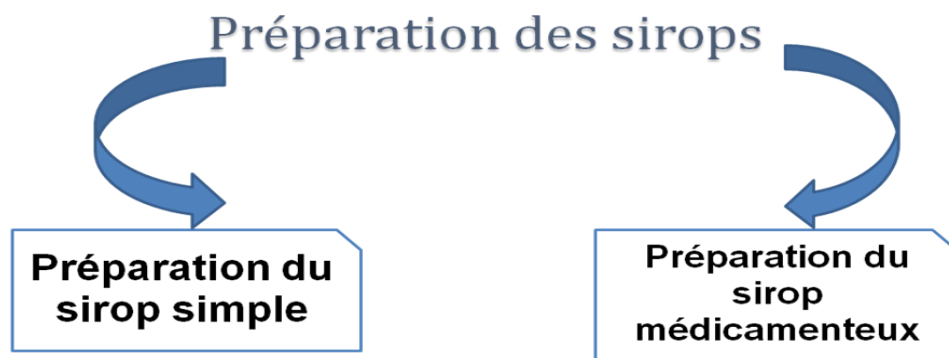 Préparation des sirops
Préparation du
sirop simple
Préparation du
sirop
médicamenteux